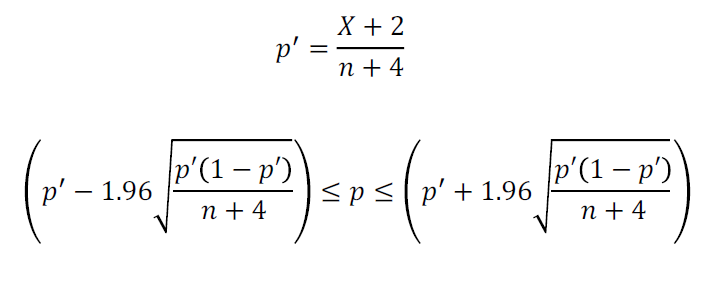 p′ = (X + 2)/(n + 4)
(p′ − 1.96 √(p′(1 − p′)/(n + 4))) ≤ p ≤ (p′ + 1.96 √(p′(1 − p′)/(n + 4)))